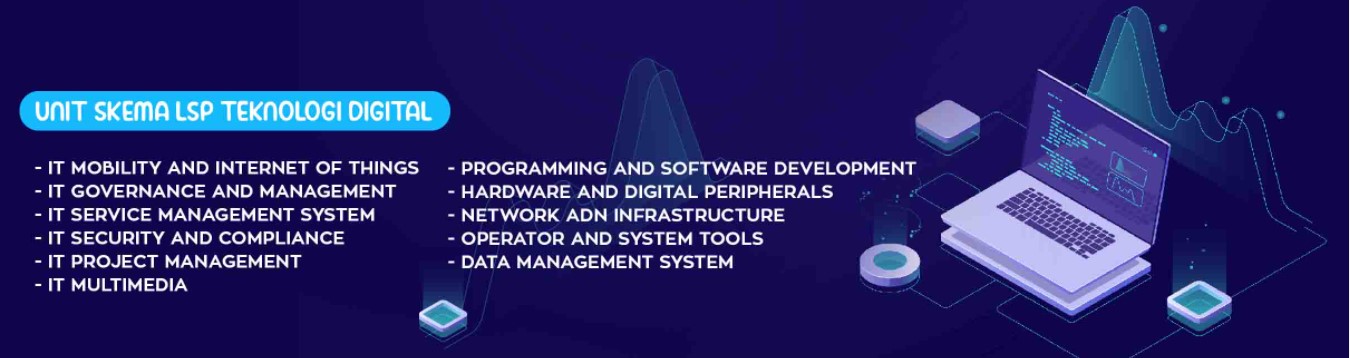 UNIT SKEMA LSP TEKNOLOGI DIGITAL
- IT MOBILITY AND INTERNET OF THINGS
- IT GOVERNANCE AND MANAGEMENT
- IT SERVICE MANAGEMENT SYSTEM
- IT SECURITY AND COMPLIANCE
- IT PROJECT MANAGEMENT
- IT MULTIMEDIA
- PROGRAMMING AND SOFTWARE DEVELOPMENT
- HARDWARE AND DIGITAL PERIPHERALS
- NETWORK ADN INFRASTRUCTURE
- OPERATOR AND SYSTEM TOOLS
- DATA MANAGEMENT SYSTEM